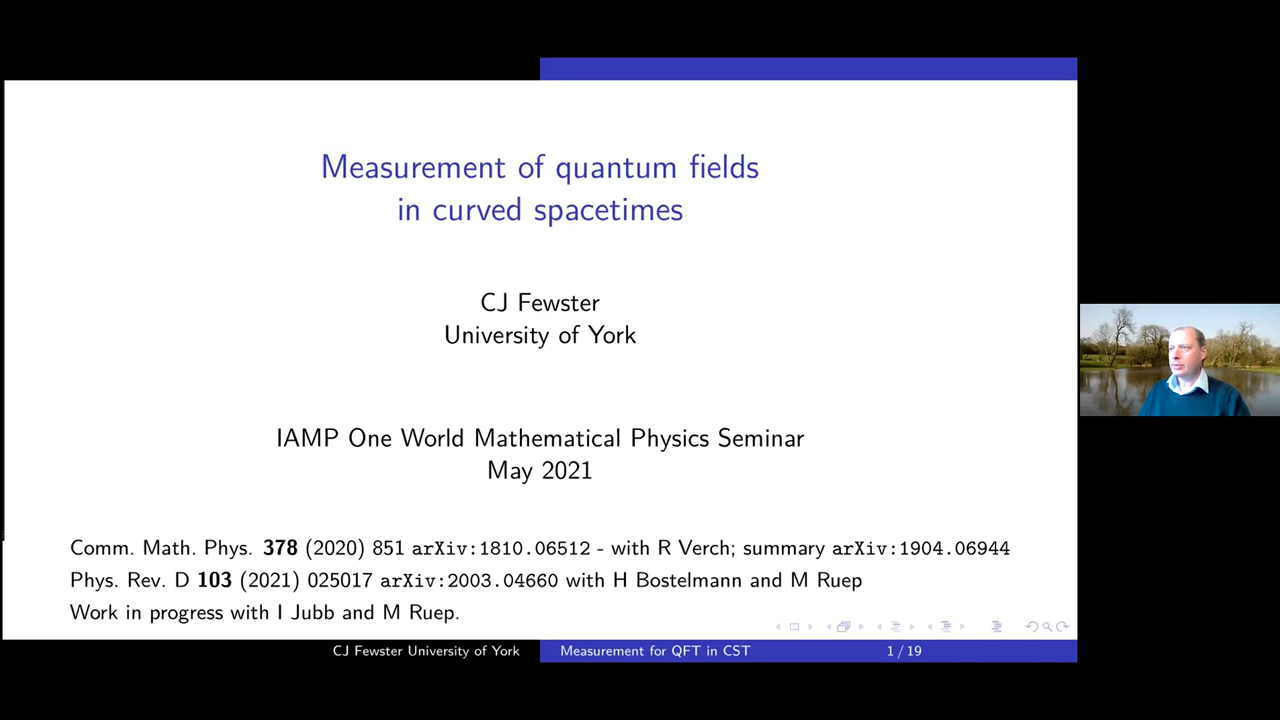 Measurement of quantum fields
in curved spacetimes
CJ Fewster
University of York
IAMP One World Mathematical Physics Seminar
May 2021
Comm. Math. Phys. 378 (2020) 851 arXiv:1810.06512 - with R Verch; summary arXiv:1904.06944
Phys. Rev. D 103 (2021) 025017 arXiv:2003.04660 with H Bostelmann and M Ruep
Work in progress with I Jubb and M Ruep.
CJ Fewster University of York Measurement for QFT in CST 1 / 19